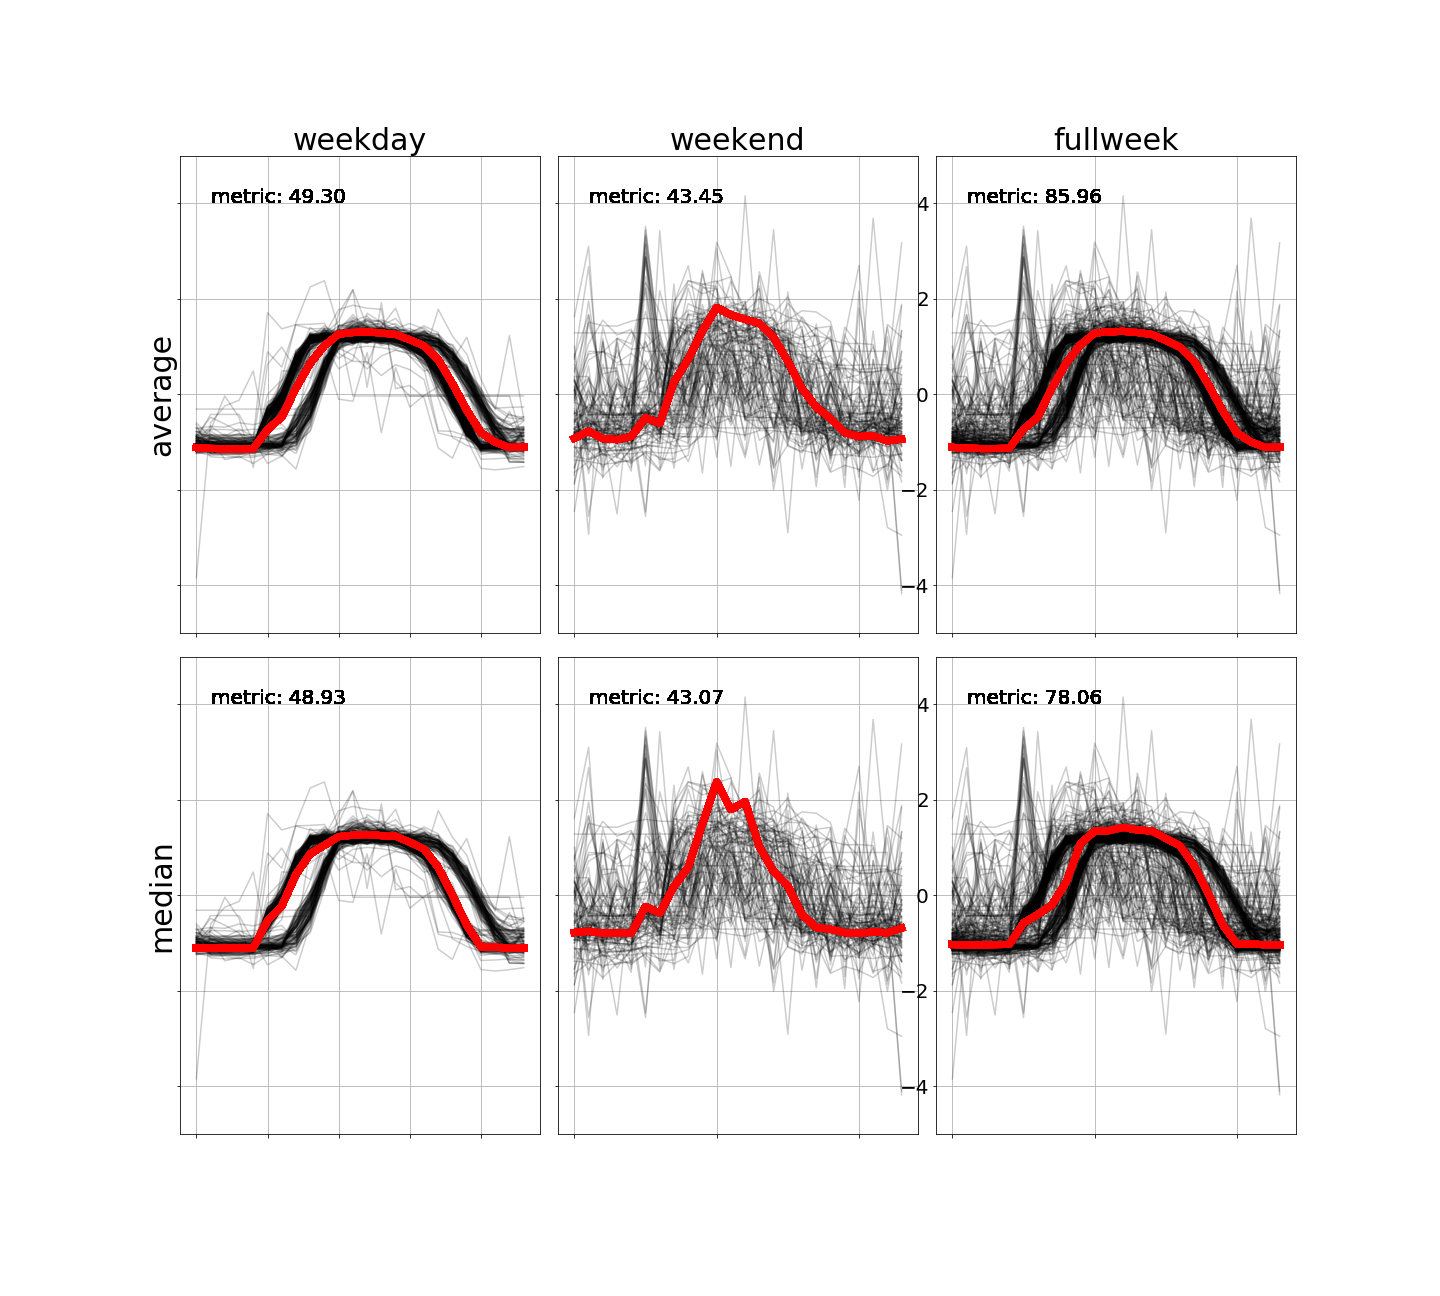 weekday weekend fullweek
average
metric: 49.30
metric: 43.45
metric: 85.96
4
2
0
−2
−4
median
metric: 48.93
metric: 43.07
metric: 78.06
4
2
0
−2
−4